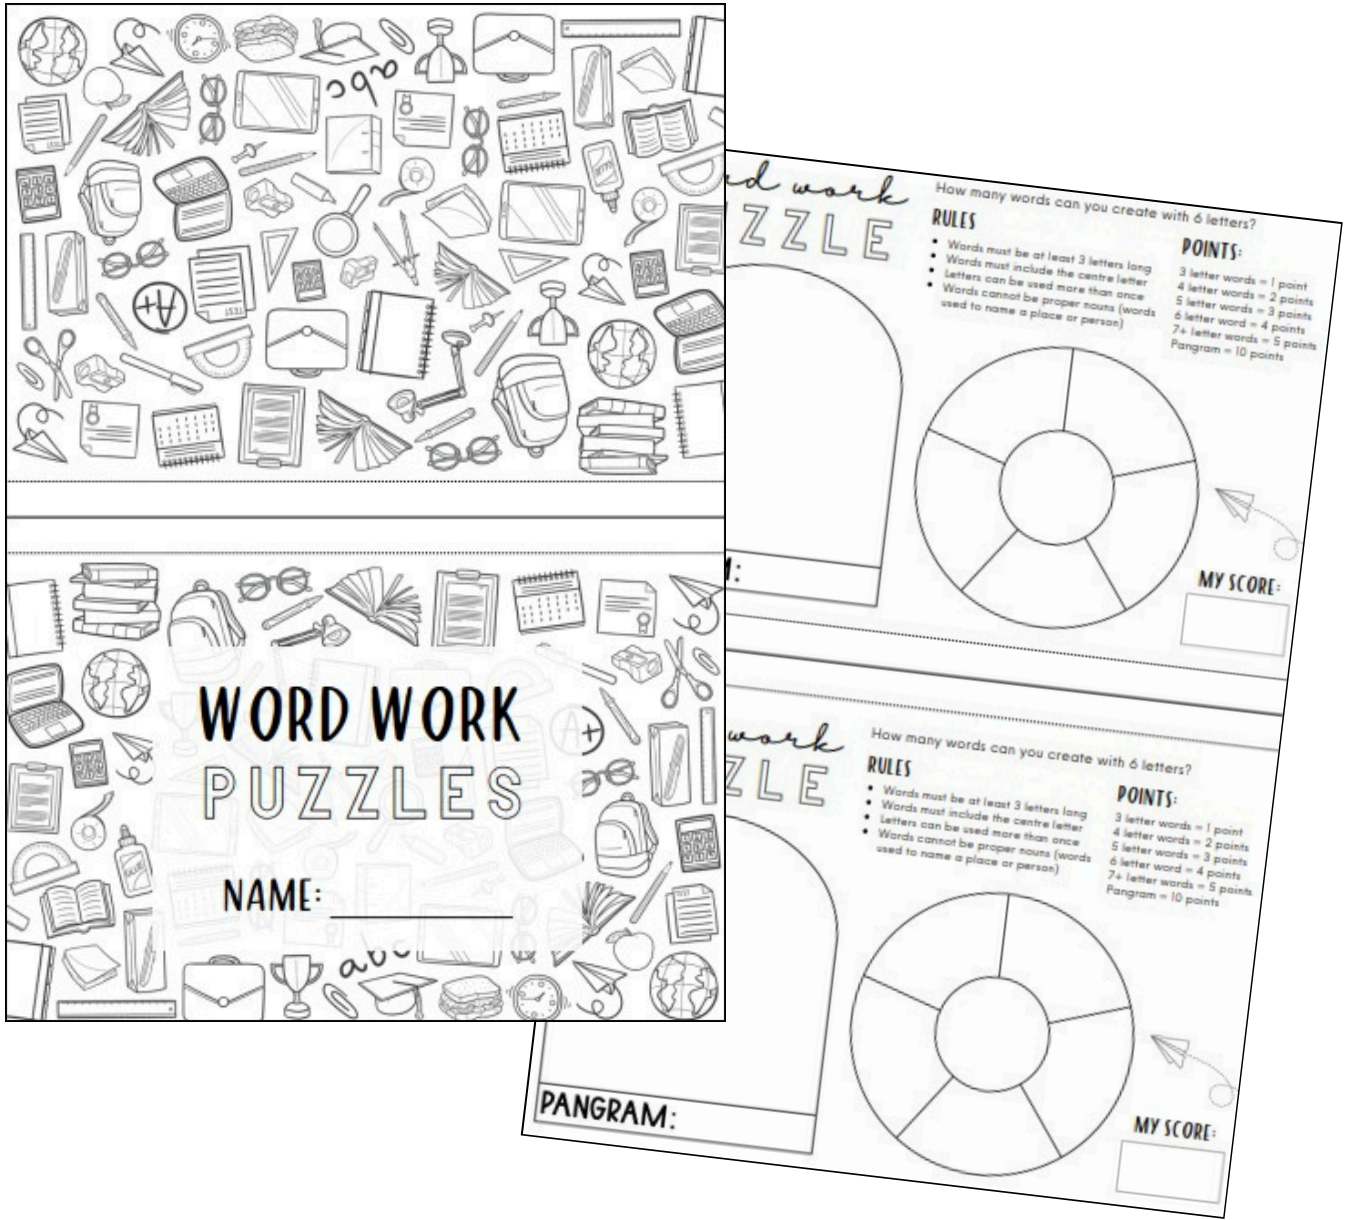 abc
A+
TEST
GLUE
WORD WORK
PUZZLES
NAME:
GLUE
TEST
abc
work
ZZLE
How many words can you create with 6 letters?
RULES
• Words must be at least 3 letters long
• Words must include the centre letter
• Letters can be used more than once
• Words cannot be proper nouns (words
used to name a place or person)
POINTS:
3 letter words = 1 point
4 letter words = 2 points
5 letter words = 3 points
6 letter word = 4 points
7+ letter words = 5 points
Pangram = 10 points
MY SCORE:
work
ZLE
How many words can you create with 6 letters?
RULES
• Words must be at least 3 letters long
• Words must include the centre letter
• Letters can be used more than once
• Words cannot be proper nouns (words
used to name a place or person)
POINTS:
3 letter words = 1 point
4 letter words = 2 points
5 letter words = 3 points
6 letter word = 4 points
7+ letter words = 5 points
Pangram = 10 points
PANGRAM:
MY SCORE: